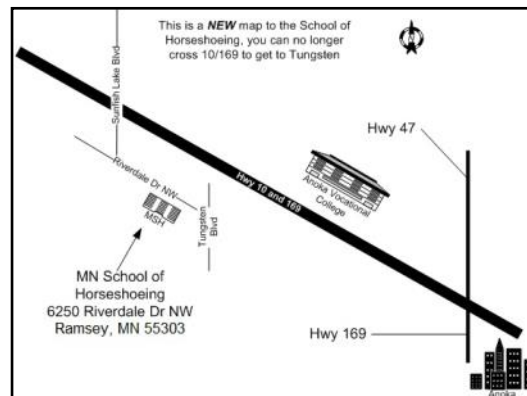 This is a NEW map to the School of
Horseshoeing, you can no longer
cross 10/169 to get to Tungsten
Sunfish Lake Blvd
Hwy 47
Riverdale Dr NW
Hwy 10 and 169
Anoka Vocational
College
MSH
Tungsten
Blvd
MN School of
Horseshoeing
6250 Riverdale Dr NW
Ramsey, MN 55303
Hwy 169
Anoka